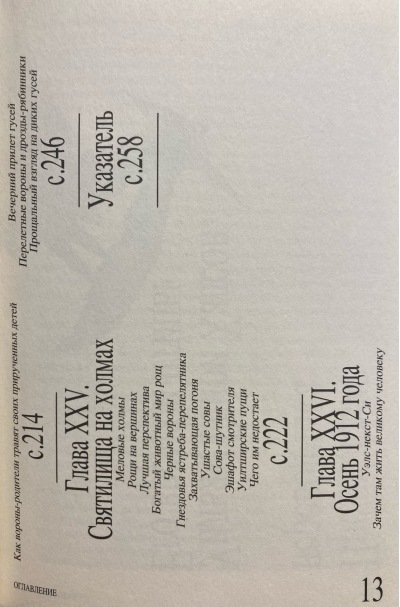 ОГЛАВЛЕНИЕ
Как вороны-родители травят своих прирученных детей
с.214
Глава XXV.
Святилища на холмах
Меловые холмы
Рощи на вершинах
Лучшая перспектива
Богатый животный мир рощ
Черные вороны
Гнездовья ястреба-перепелятника
Захватывающая погоня
Ушастые совы
Сова-шутник
Эшафот смотрителя
Уилтширские пущи
Чего им недостает
с.222
Глава XXVI.
Осень 1912 года
Уэлс-некст-Си
Зачем там жить великому человеку
Вечерний прилет гусей
Перелетные вороны и дрозды-рябинники
Прощальный взгляд на диких гусей
с.246
Указатель
с.258
13